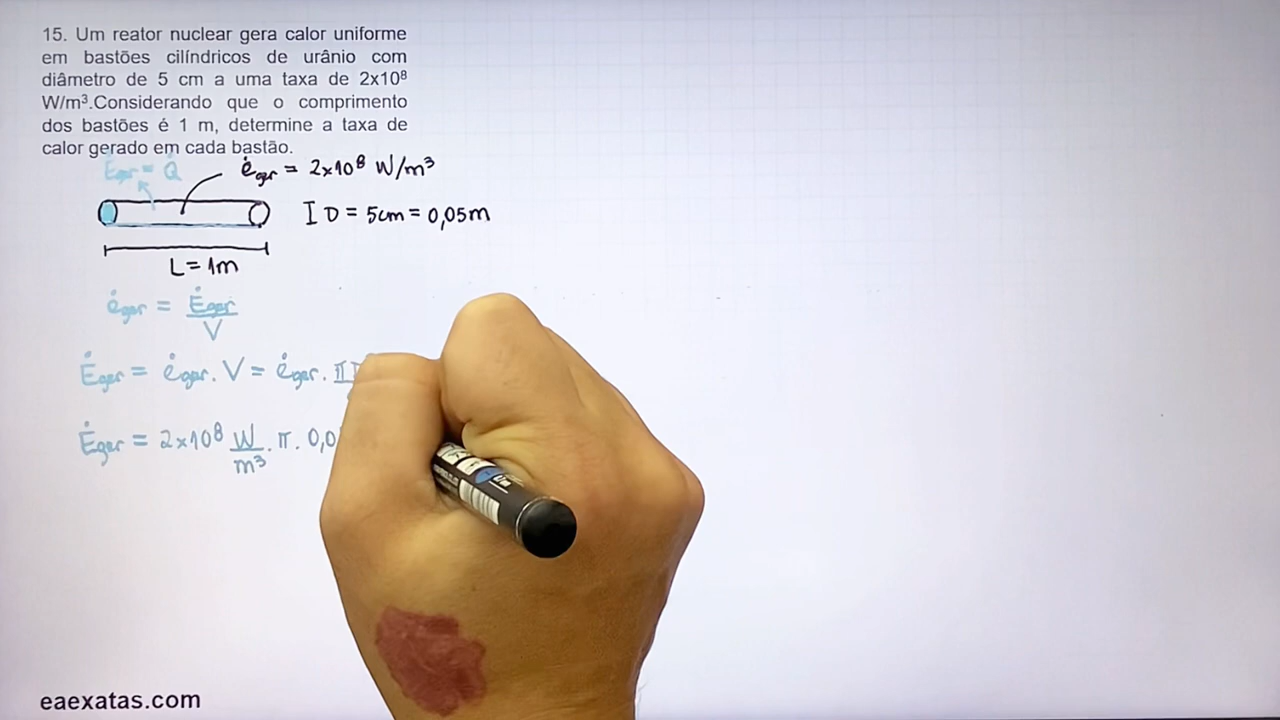 15. Um reator nuclear gera calor uniforme
em bastões cilíndricos de urânio com
diâmetro de 5 cm a uma taxa de 2x10⁸
W/m³.Considerando que o comprimento
dos bastões é 1 m, determine a taxa de
calor gerado em cada bastão.
Ėger = Q̇
ėger = 2x10⁸ W/m³
D = 5cm = 0,05m
L = 1m
ėger = Ėger/V
Ėger = ėger. V = ėger. π
Ėger = 2x10⁸ W/m³ . π. 0,0
eaexatas.com